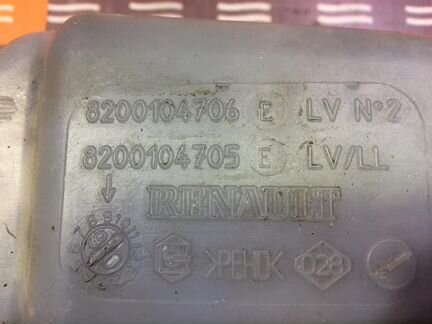 8200104706 E LV N°2
8200104705 E LV/LL
RENAULT
>PEHD< 028